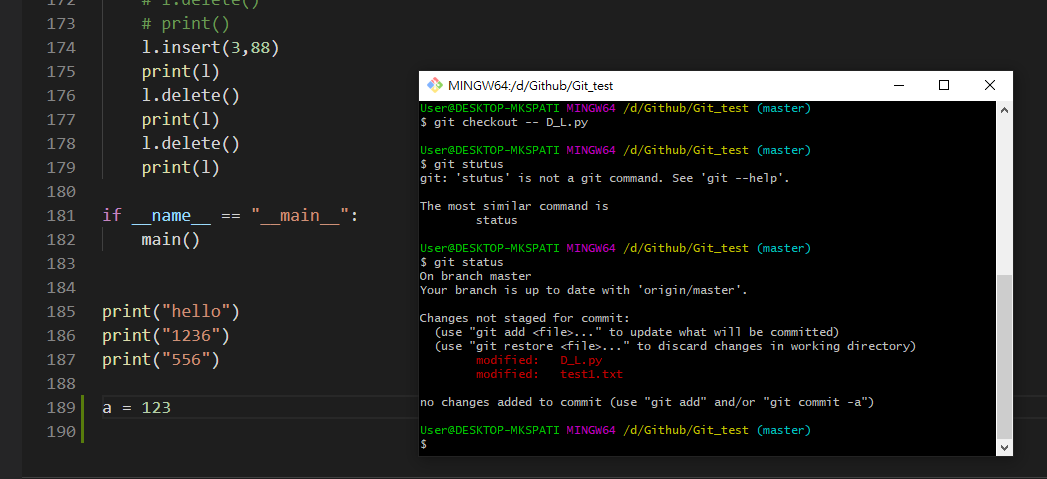 172 # l.delete()
173 # print()
174 l.insert(3,88)
175 print(l)
176 l.delete()
177 print(l)
178 l.delete()
179 print(l)
180
181 if __name__ == "__main__":
182 main()
183
184
185 print("hello")
186 print("1236")
187 print("556")
188
189 a = 123
190
MINGW64:/d/Github/Git_test
User@DESKTOP-MKSPATI MINGW64 /d/Github/Git_test (master)
$ git checkout -- D_L.py
User@DESKTOP-MKSPATI MINGW64 /d/Github/Git_test (master)
$ git stutus
git: 'stutus' is not a git command. See 'git --help'.
The most similar command is
status
User@DESKTOP-MKSPATI MINGW64 /d/Github/Git_test (master)
$ git status
On branch master
Your branch is up to date with 'origin/master'.
Changes not staged for commit:
(use "git add <file>..." to update what will be committed)
(use "git restore <file>..." to discard changes in working directory)
modified: D_L.py
modified: test1.txt
no changes added to commit (use "git add" and/or "git commit -a")
User@DESKTOP-MKSPATI MINGW64 /d/Github/Git_test (master)
$